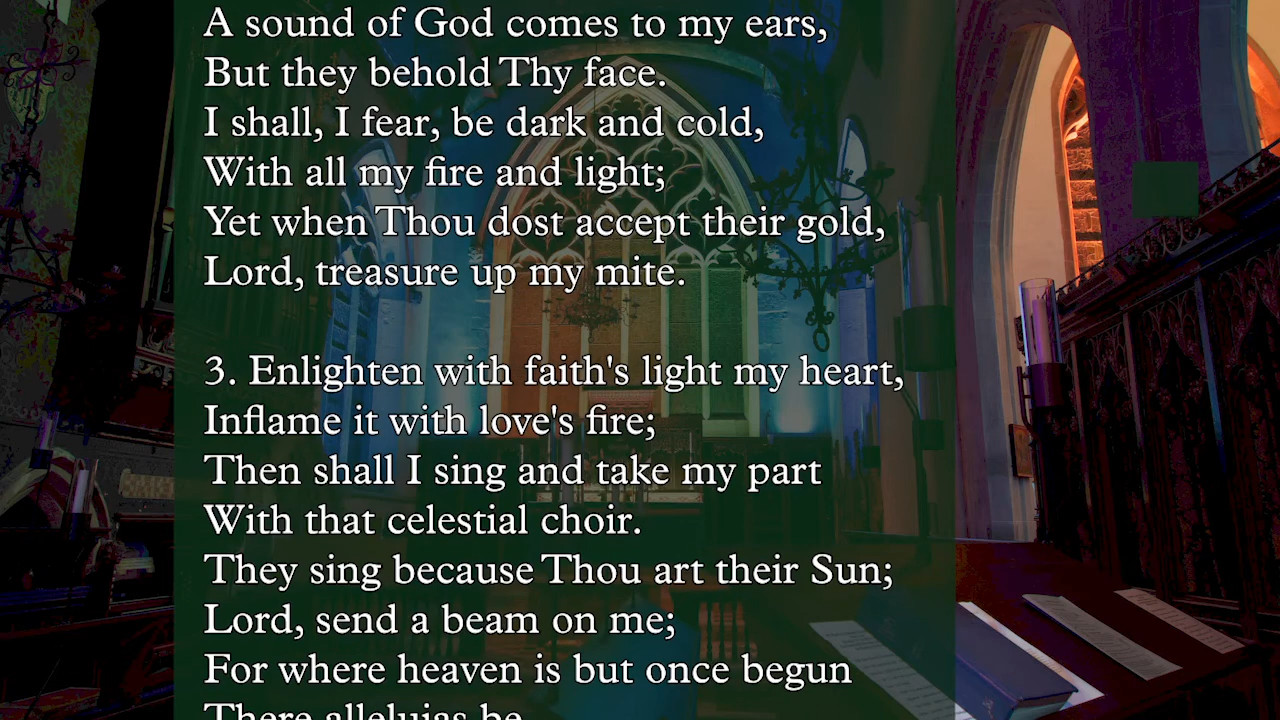 A sound of God comes to my ears,
But they behold Thy face.
I shall, I fear, be dark and cold,
With all my fire and light;
Yet when Thou dost accept their gold,
Lord, treasure up my mite.
3. Enlighten with faith's light my heart,
Inflame it with love's fire;
Then shall I sing and take my part
With that celestial choir.
They sing because Thou art their Sun;
Lord, send a beam on me;
For where heaven is but once begun
There alleluias be.